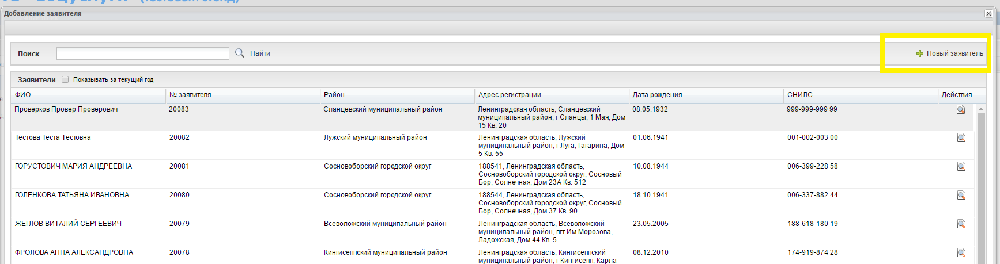 Добавление заявителя
Поиск Найти Новый заявитель
Заявители Показывать за текущий год
ФИО № заявителя Район Адрес регистрации Дата рождения СНИЛС Действия
Проверков Провер Проверович 20083 Сланцевский муниципальный район Ленинградская область, Сланцевский 08.05.1932 999-999-999 99
муниципальный район, г Сланцы, 1 Мая, Дом
15 Кв. 20
Тестова Теста Тестовна 20082 Лужский муниципальный район Ленинградская область, Лужский 01.06.1941 001-002-003 00
муниципальный район, г Луга, Гагарина, Дом
5 Кв. 55
ГОРУСТОВИЧ МАРИЯ АНДРЕЕВНА 20081 Сосновоборский городской округ 188541, Ленинградская область, 10.08.1944 006-399-228 58
Сосновоборский городской округ, Сосновый
Бор, Солнечная, Дом 23А Кв. 512
ГОЛЕНКОВА ТАТЬЯНА ИВАНОВНА 20080 Сосновоборский городской округ 188544, Ленинградская область, 18.10.1941 006-337-882 44
Сосновоборский городской округ, Сосновый
Бор, Солнечная, Дом 37 Кв. 90
ЖЕГЛОВ ВИТАЛИЙ СЕРГЕЕВИЧ 20079 Всеволожский муниципальный район Ленинградская область, Всеволожский 23.05.2005 188-618-180 19
муниципальный район, пгт Им.Морозова,
Ладожская, Дом 44 Кв. 5
ФРОЛОВА АННА АЛЕКСАНДРОВНА 20078 Кингисеппский муниципальный район Ленинградская область, Кингисеппский 08.12.2010 174-919-874 28
муниципальный район, г Кингисепп, Карла